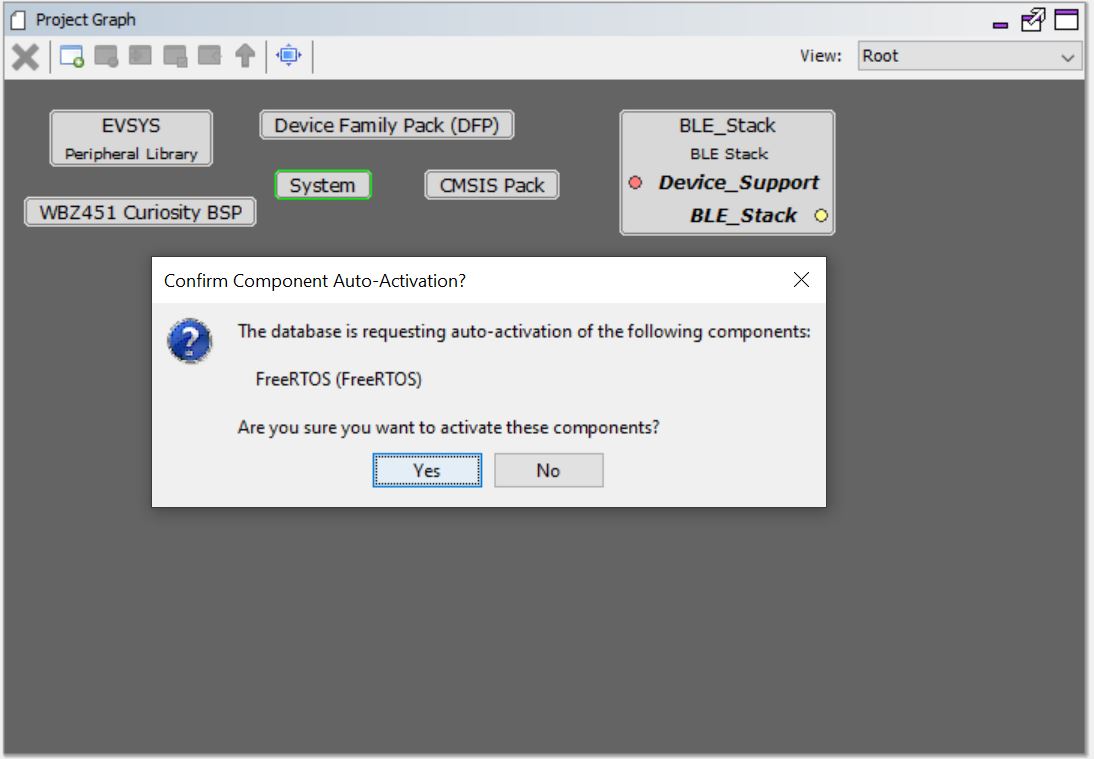 Project Graph
View: Root
EVSYS
Peripheral Library
Device Family Pack (DFP)
BLE_Stack
BLE Stack
Device_Support
BLE_Stack
System
CMSIS Pack
WBZ451 Curiosity BSP
Confirm Component Auto-Activation?
The database is requesting auto-activation of the following components:
FreeRTOS (FreeRTOS)
Are you sure you want to activate these components?
Yes No